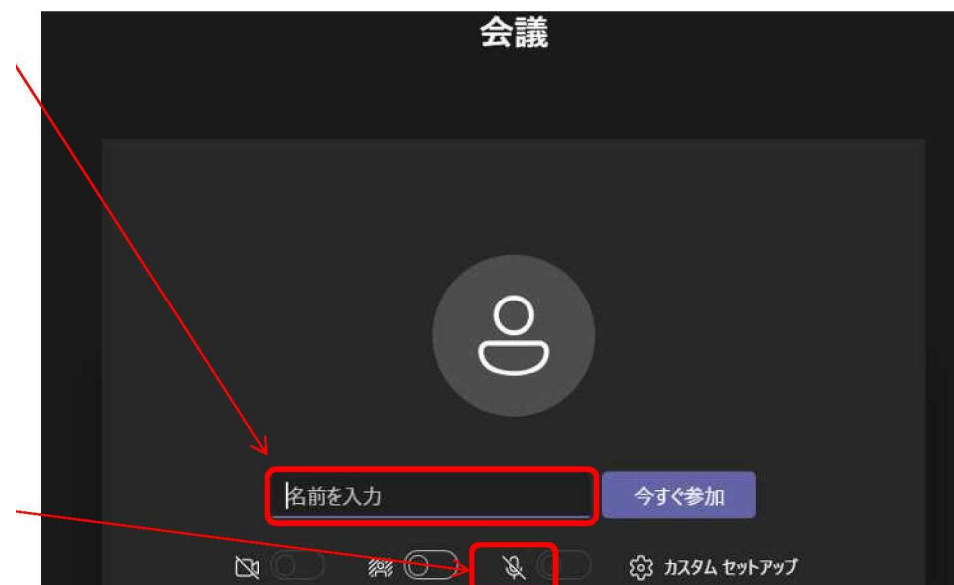 会議
名前を入力
今すぐ参加
カスタム セットアップ